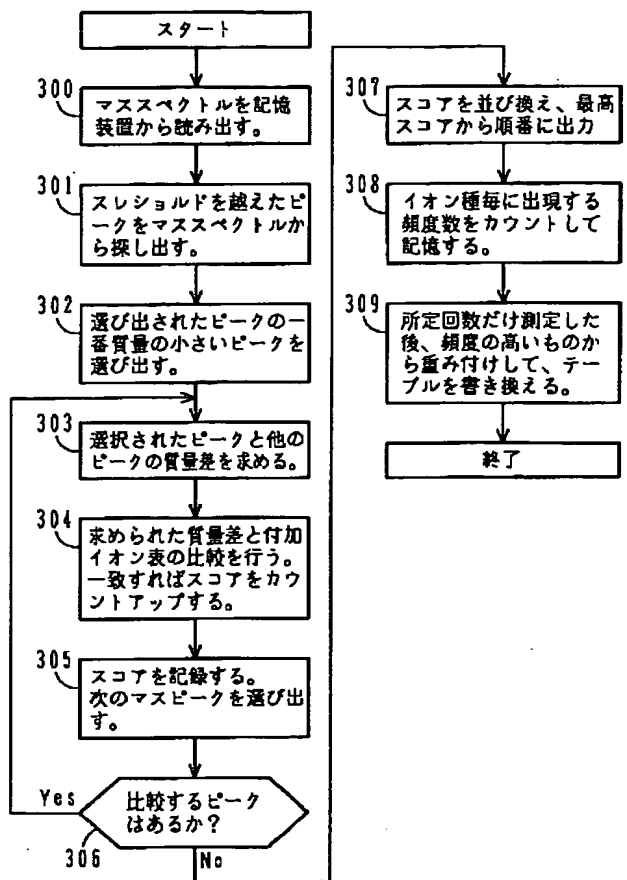 スタート
300
マススペクトルを記憶
装置から読み出す。
301
スレショルドを越えたピ
ークをマススペクトルか
ら探し出す。
302
選び出されたピークの一
番質量の小さいピークを
選び出す。
303
選択されたピークと他の
ピークの質量差を求める。
304
求められた質量差と付加
イオン表の比較を行う。
一致すればスコアをカウ
ントアップする。
305
スコアを記録する。
次のマスピークを選び出
す。
Yes
比較するピーク
はあるか?
306
No
307
スコアを並び換え、最高
スコアから順番に出力
308
イオン種毎に出現する
頻度数をカウントして
記憶する。
309
所定回数だけ測定した
後、頻度の高いものか
ら重み付けして、テー
ブルを書き換える。
終了